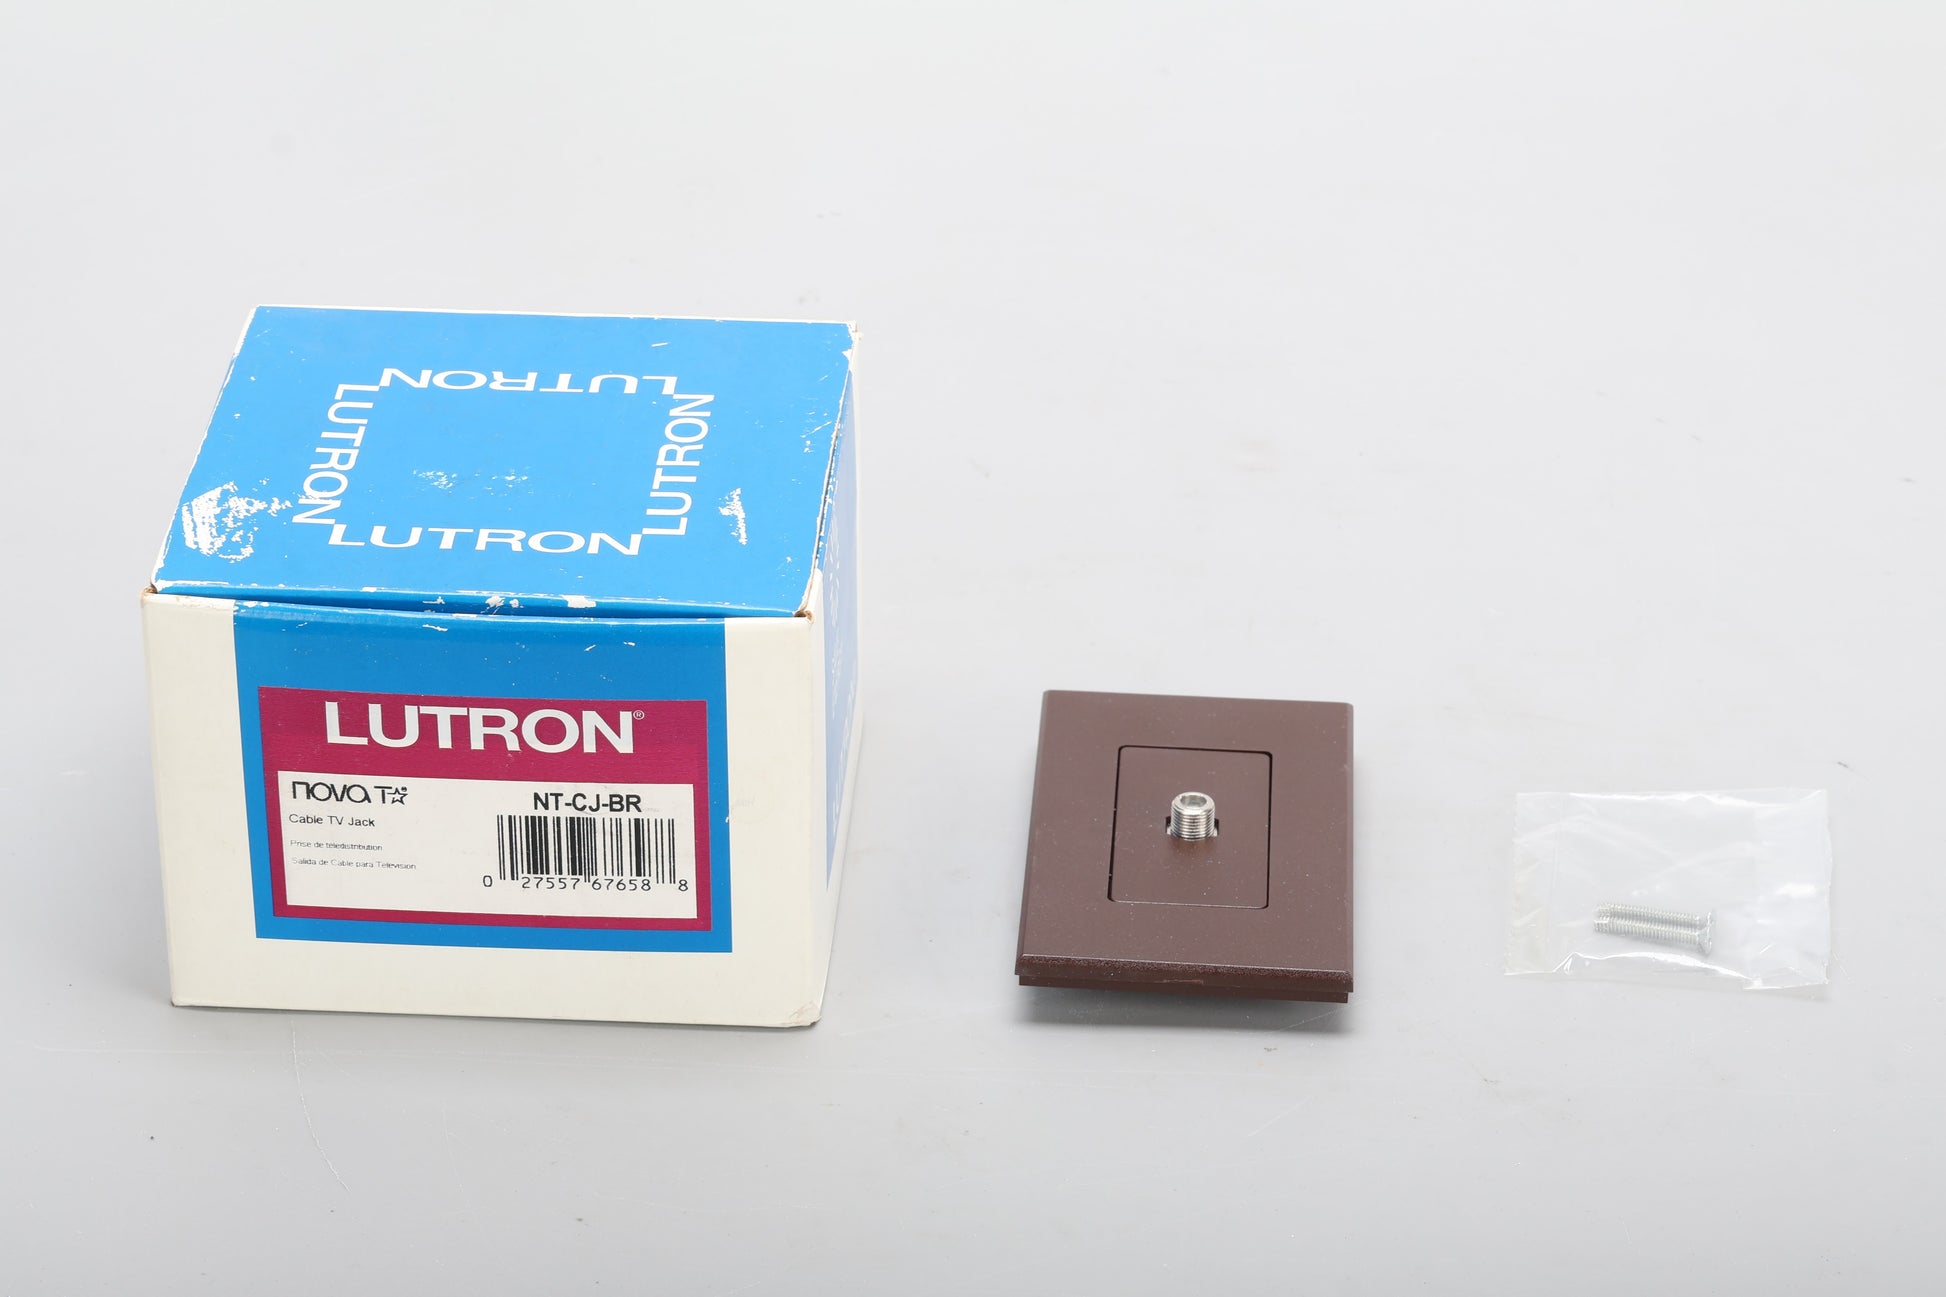 LUTRON
LUTRON
LUTRON
LUTRON
LUTRON®
nova T☆®
NT-CJ-BR
Cable TV Jack
Prise de télédistribution
Salida de Cable para Television
0 27557 67658 8